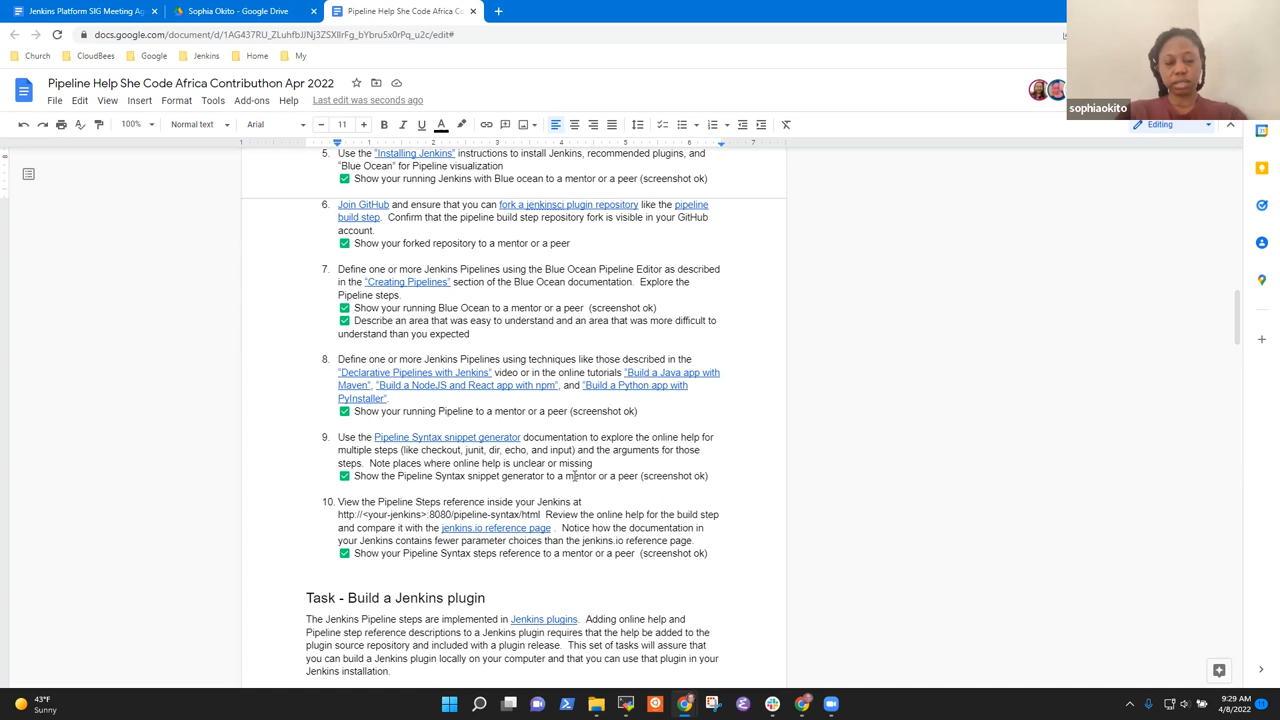 Jenkins Platform SIG Meeting Ag
Sophia Okito - Google Drive
Pipeline Help She Code Africa Co
docs.google.com/document/d/1AG437RU_ZLuhfbJJNj3ZSXIIrFg_bYbru5x0rPq_u2c/edit#
Church
CloudBees
Google
Jenkins
Home
My
sophiaokito
Pipeline Help She Code Africa Contributhon Apr 2022
File Edit View Insert Format Tools Add-ons Help Last edit was seconds ago
100% Normal text Arial 11 Editing
1 1 2 3 4 5 6 7
5. Use the "Installing Jenkins" instructions to install Jenkins, recommended plugins, and
"Blue Ocean" for Pipeline visualization
Show your running Jenkins with Blue ocean to a mentor or a peer (screenshot ok)
6. Join GitHub and ensure that you can fork a jenkinsci plugin repository like the pipeline
build step. Confirm that the pipeline build step repository fork is visible in your GitHub
account.
Show your forked repository to a mentor or a peer
7. Define one or more Jenkins Pipelines using the Blue Ocean Pipeline Editor as described
in the "Creating Pipelines" section of the Blue Ocean documentation. Explore the
Pipeline steps.
Show your running Blue Ocean to a mentor or a peer (screenshot ok)
Describe an area that was easy to understand and an area that was more difficult to
understand than you expected
8. Define one or more Jenkins Pipelines using techniques like those described in the
"Declarative Pipelines with Jenkins" video or in the online tutorials "Build a Java app with
Maven", "Build a NodeJS and React app with npm", and "Build a Python app with
PyInstaller".
Show your running Pipeline to a mentor or a peer (screenshot ok)
9. Use the Pipeline Syntax snippet generator documentation to explore the online help for
multiple steps (like checkout, junit, dir, echo, and input) and the arguments for those
steps. Note places where online help is unclear or missing
Show the Pipeline Syntax snippet generator to a mentor or a peer (screenshot ok)
10. View the Pipeline Steps reference inside your Jenkins at
http://<your-jenkins>:8080/pipeline-syntax/html Review the online help for the build step
and compare it with the jenkins.io reference page . Notice how the documentation in
your Jenkins contains fewer parameter choices than the jenkins.io reference page.
Show your Pipeline Syntax steps reference to a mentor or a peer (screenshot ok)
Task - Build a Jenkins plugin
The Jenkins Pipeline steps are implemented in Jenkins plugins. Adding online help and
Pipeline step reference descriptions to a Jenkins plugin requires that the help be added to the
plugin source repository and included with a plugin release. This set of tasks will assure that
you can build a Jenkins plugin locally on your computer and that you can use that plugin in your
Jenkins installation.
43°F
Sunny
9:29 AM
4/8/2022